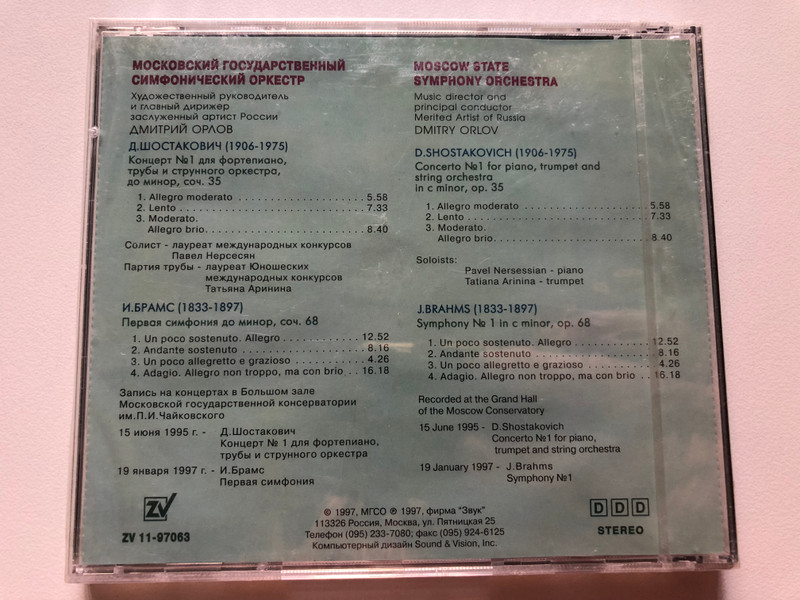 МОСКОВСКИЙ ГОСУДАРСТВЕННЫЙ
СИМФОНИЧЕСКИЙ ОРКЕСТР
Художественный руководитель
и главный дирижер
заслуженный артист России
ДМИТРИЙ ОРЛОВ
Д.ШОСТАКОВИЧ (1906-1975)
Концерт №1 для фортепиано,
трубы и струнного оркестра,
до минор, соч. 35
1. Allegro moderato 5.58
2. Lento 7.33
3. Moderato.
Allegro brio 8.40
Солист - лауреат международных конкурсов
Павел Нерсесян
Партия трубы - лауреат Юношеских
международных конкурсов
Татьяна Аринина
И.БРАМС (1833-1897)
Первая симфония до минор, соч. 68
1. Un poco sostenuto. Allegro 12.52
2. Andante sostenuto 8.16
3. Un poco allegretto e grazioso 4.26
4. Adagio. Allegro non troppo, ma con brio 16.18
Запись на концертах в Большом зале
Московской государственной консерватории
им.П.И.Чайковского
15 июня 1995 г. - Д.Шостакович
Концерт № 1 для фортепиано,
трубы и струнного оркестра
19 января 1997 г. - И.Брамс
Первая симфония
MOSCOW STATE
SYMPHONY ORCHESTRA
Music director and
principal conductor
Merited Artist of Russia
DMITRY ORLOV
D.SHOSTAKOVICH (1906-1975)
Concerto №1 for piano, trumpet and
string orchestra
in c minor, op. 35
1. Allegro moderato 5.58
2. Lento 7.33
3. Moderato.
Allegro brio 8.40
Soloists:
Pavel Nersessian - piano
Tatiana Arinina - trumpet
J.BRAHMS (1833-1897)
Symphony № 1 in c minor, op. 68
1. Un poco sostenuto. Allegro 12.52
2. Andante sostenuto 8.16
3. Un poco allegretto e grazioso 4.26
4. Adagio. Allegro non troppo, ma con brio 16.18
Recorded at the Grand Hall
of the Moscow Conservatory
15 June 1995 - D.Shostakovich
Concerto №1 for piano,
trumpet and string orchestra
19 January 1997 - J.Brahms
Symphony №1
ZV
ZV 11-97063
© 1997, МГСО ℗ 1997, фирма "Звук"
113326 Россия, Москва, ул. Пятницкая 25
Телефон (095) 233-7080; факс (095) 924-6125
Компьютерный дизайн Sound & Vision, Inc.
DDD
STEREO